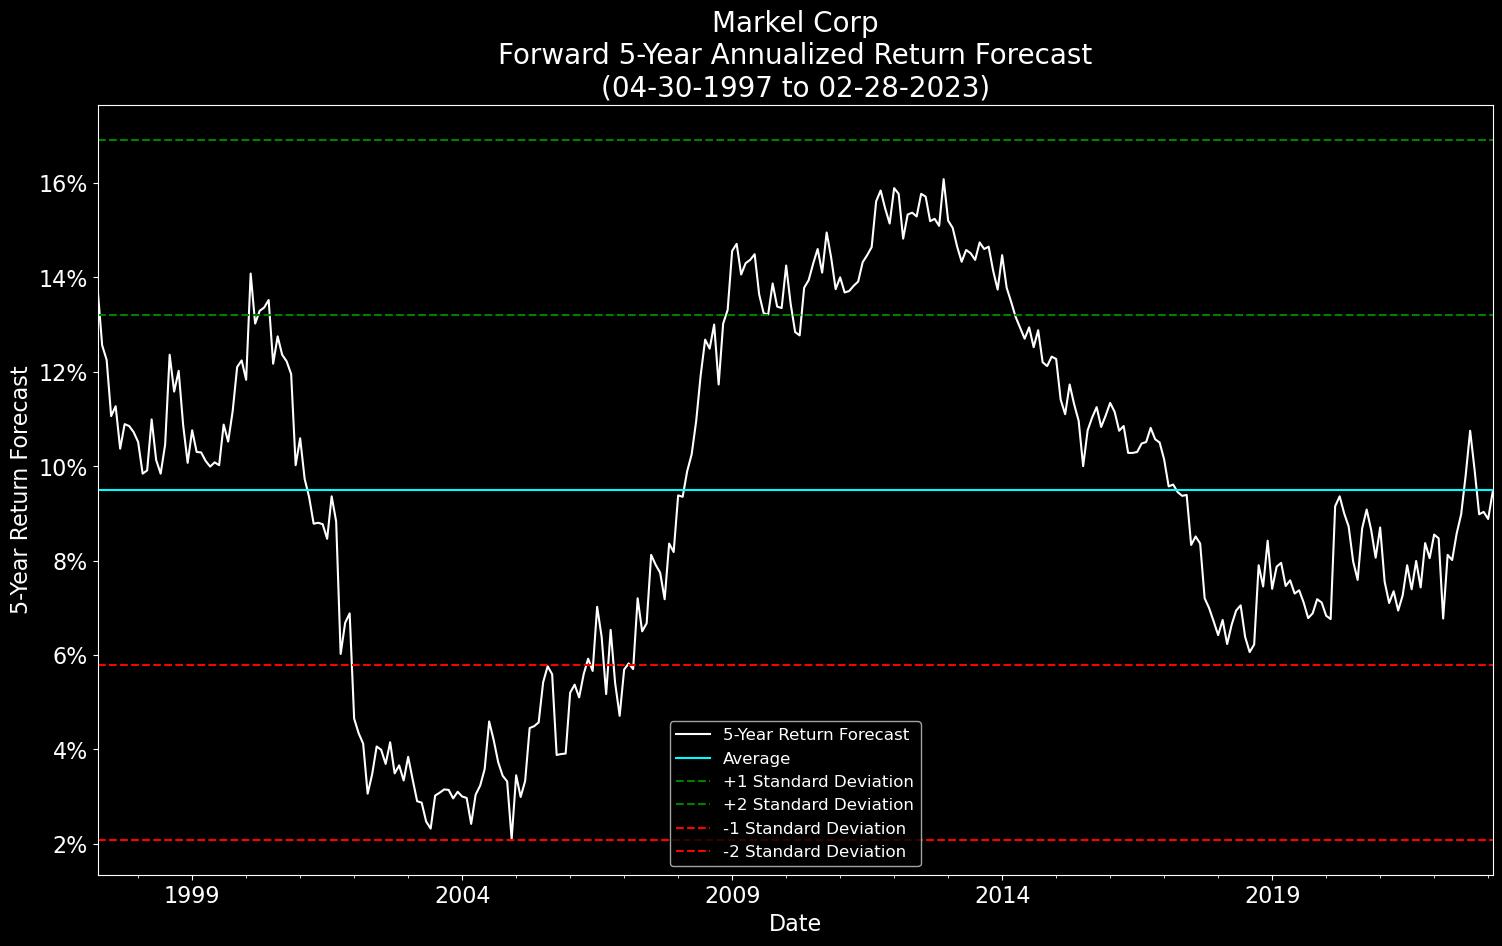 Markel Corp
Forward 5-Year Annualized Return Forecast
(04-30-1997 to 02-28-2023)
5-Year Return Forecast
16%
14%
12%
10%
8%
6%
4%
2%
5-Year Return Forecast
Average
+1 Standard Deviation
+2 Standard Deviation
-1 Standard Deviation
-2 Standard Deviation
1999
2004
2009
2014
2019
Date